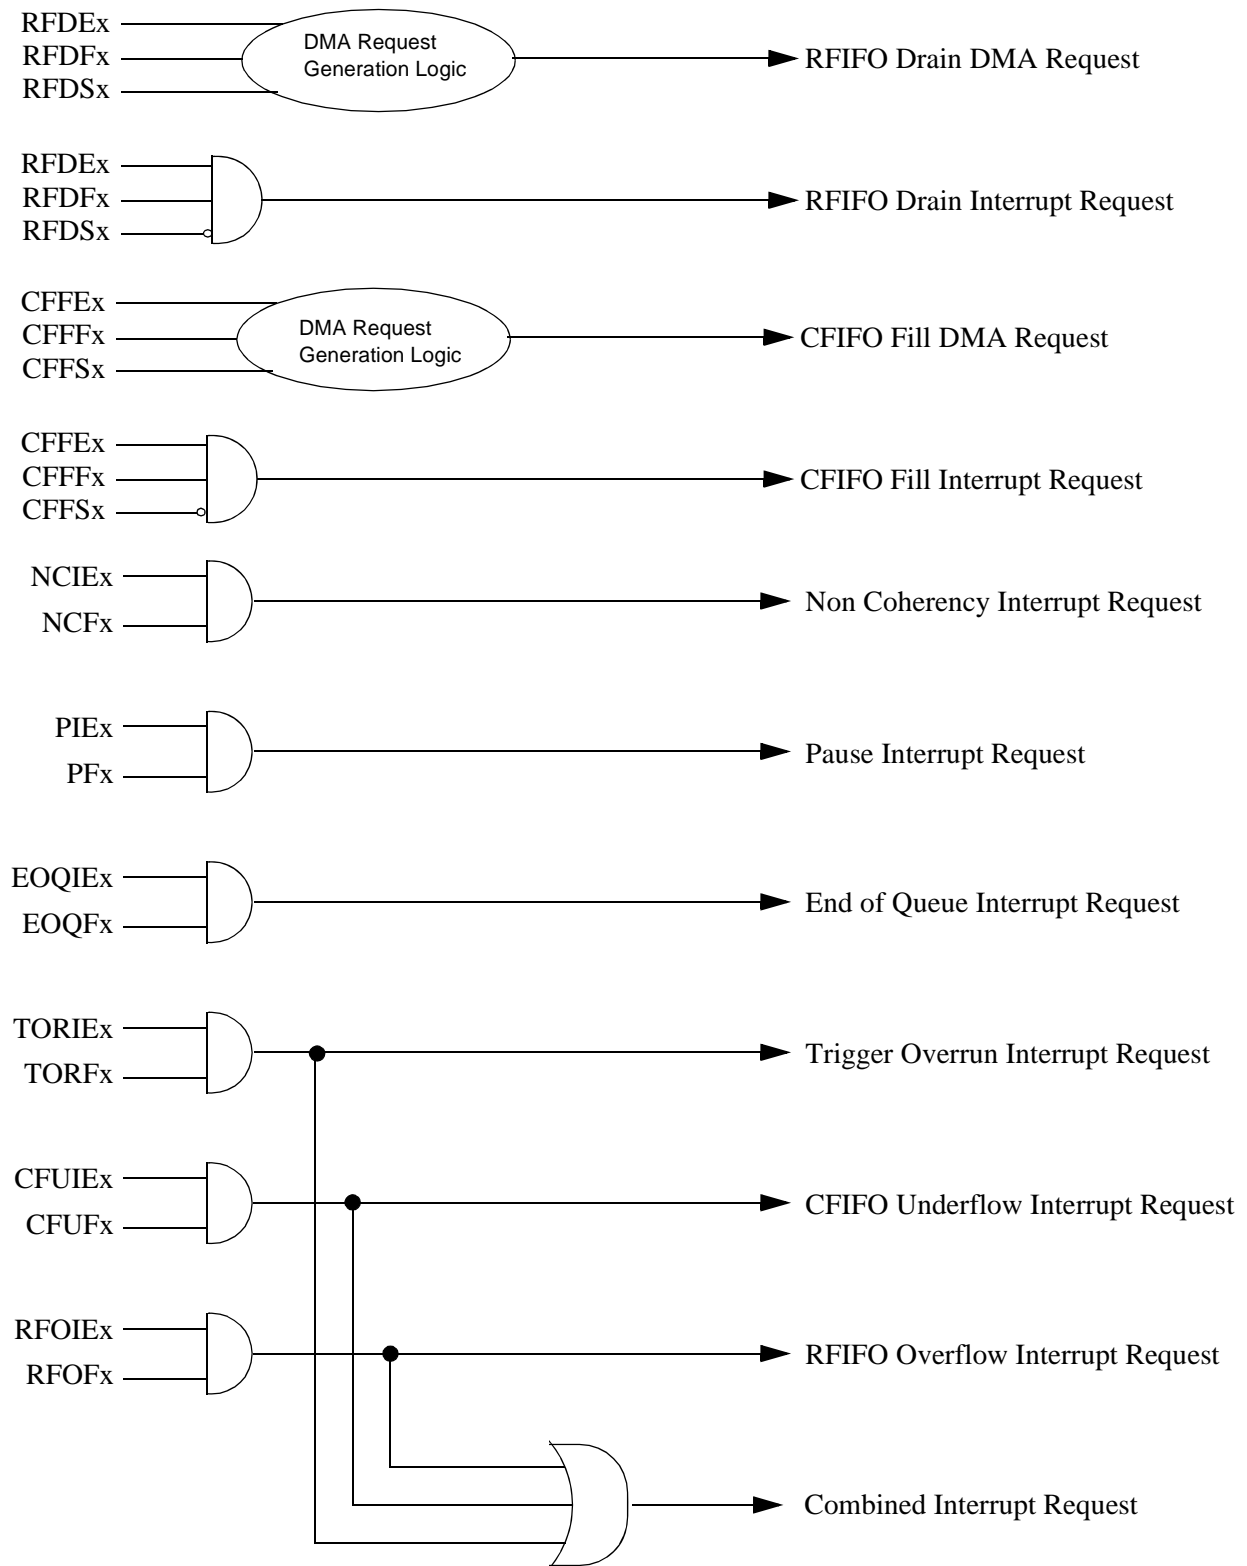 RFDEx
RFDFx
RFDSx
DMA Request
Generation Logic
RFIFO Drain DMA Request
RFDEx
RFDFx
RFDSx
RFIFO Drain Interrupt Request
CFFEx
CFFFx
CFFSx
DMA Request
Generation Logic
CFIFO Fill DMA Request
CFFEx
CFFFx
CFFSx
CFIFO Fill Interrupt Request
NCIEx
NCFx
Non Coherency Interrupt Request
PIEx
PFx
Pause Interrupt Request
EOQIEx
EOQFx
End of Queue Interrupt Request
TORIEx
TORFx
Trigger Overrun Interrupt Request
CFUIEx
CFUFx
CFIFO Underflow Interrupt Request
RFOIEx
RFOFx
RFIFO Overflow Interrupt Request
Combined Interrupt Request